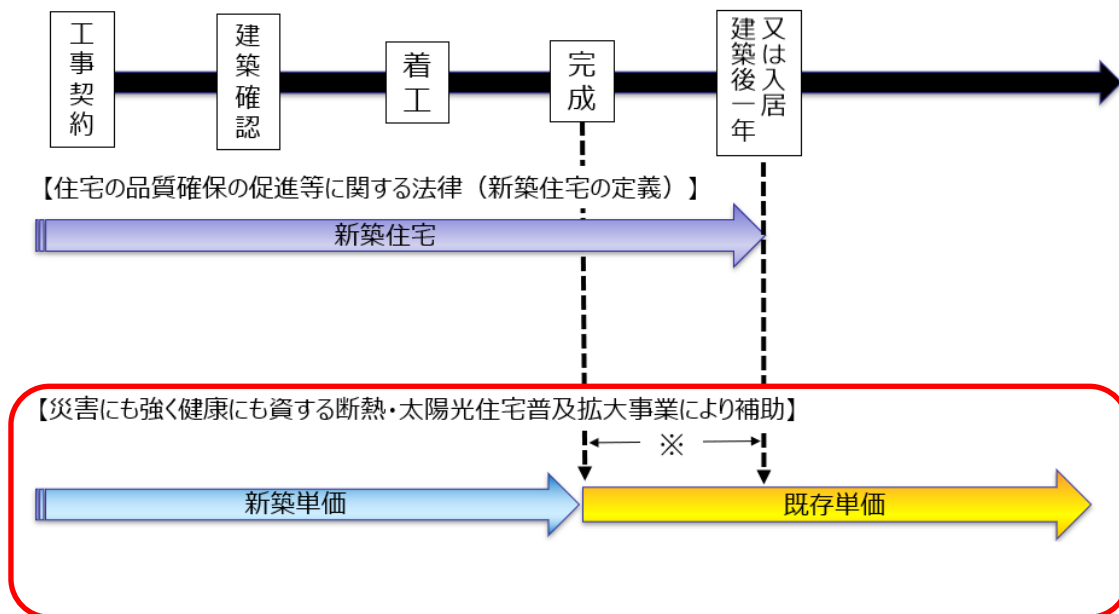 工事契約
建築確認
着工
完成
又は入居
建築後一年
【住宅の品質確保の促進等に関する法律（新築住宅の定義）】
新築住宅
【災害にも強く健康にも資する断熱・太陽光住宅普及拡大事業により補助】
※
新築単価
既存単価